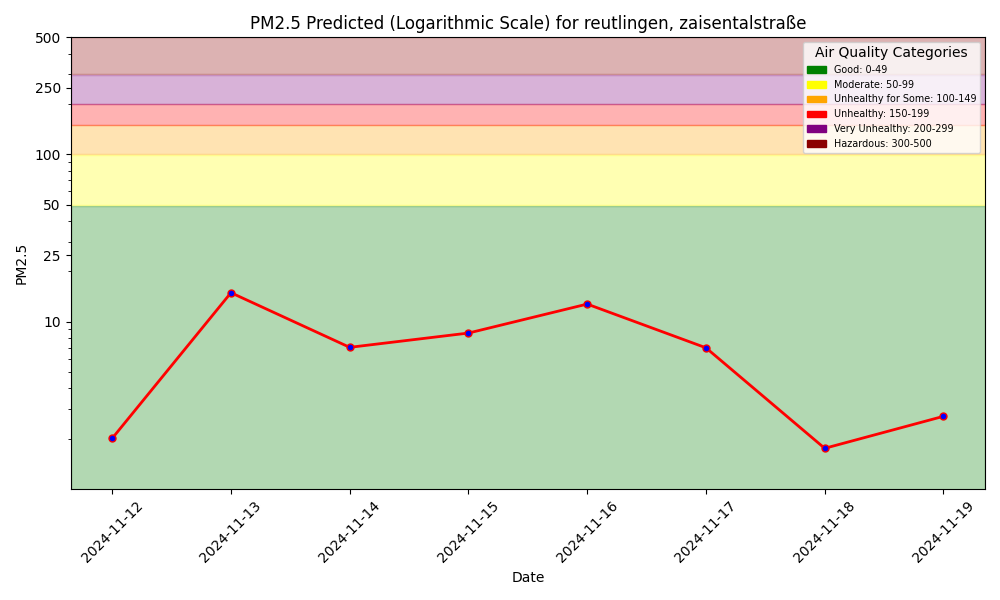 PM2.5 Predicted (Logarithmic Scale) for reutlingen, zaisentalstraße
Air Quality Categories
Good: 0-49
Moderate: 50-99
Unhealthy for Some: 100-149
Unhealthy: 150-199
Very Unhealthy: 200-299
Hazardous: 300-500
500
250
100
50
25
10
PM2.5
2024-11-12
2024-11-13
2024-11-14
2024-11-15
2024-11-16
2024-11-17
2024-11-18
2024-11-19
Date